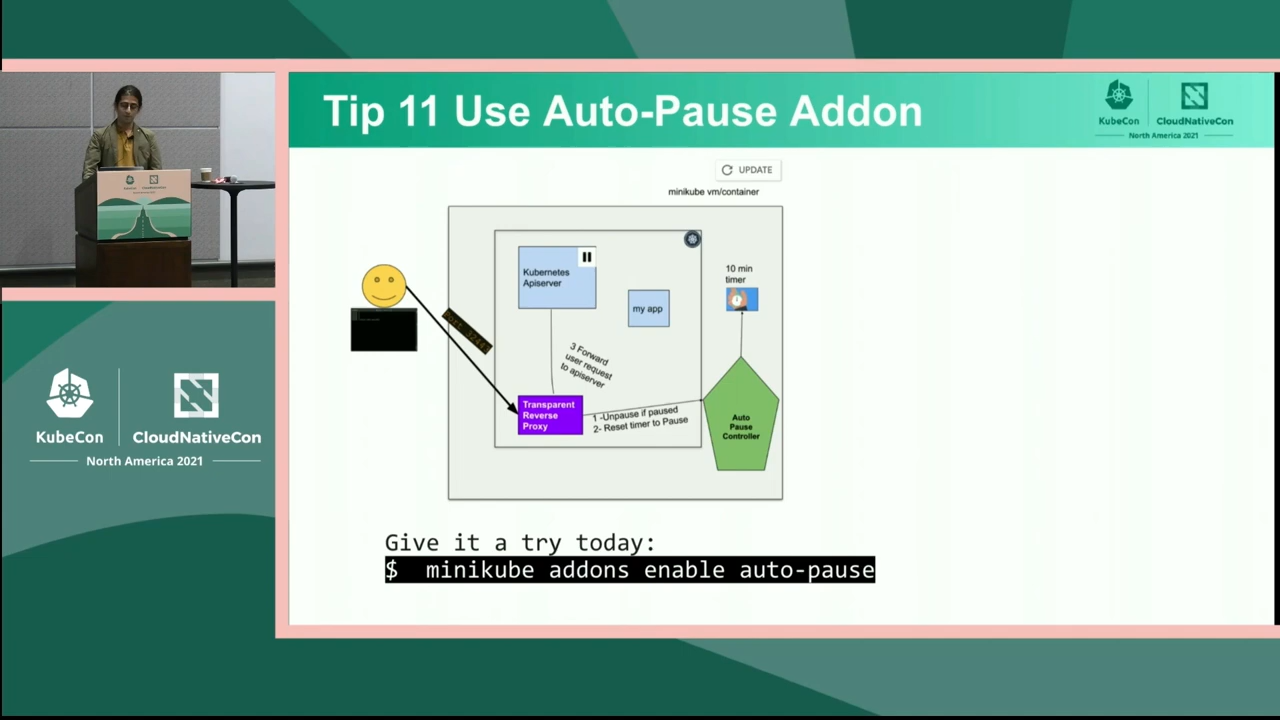 Tip 11 Use Auto-Pause Addon
KubeCon
CloudNativeCon
North America 2021
UPDATE
minikube vm/container
Kubernetes
Apiserver
my app
10 min
timer
3 Forward
user request
to apiserver
Transparent
Reverse
Proxy
1 -Unpause if paused
2- Reset timer to Pause
Auto
Pause
Controller
Give it a try today:
$ minikube addons enable auto-pause
KubeCon
CloudNativeCon
North America 2021